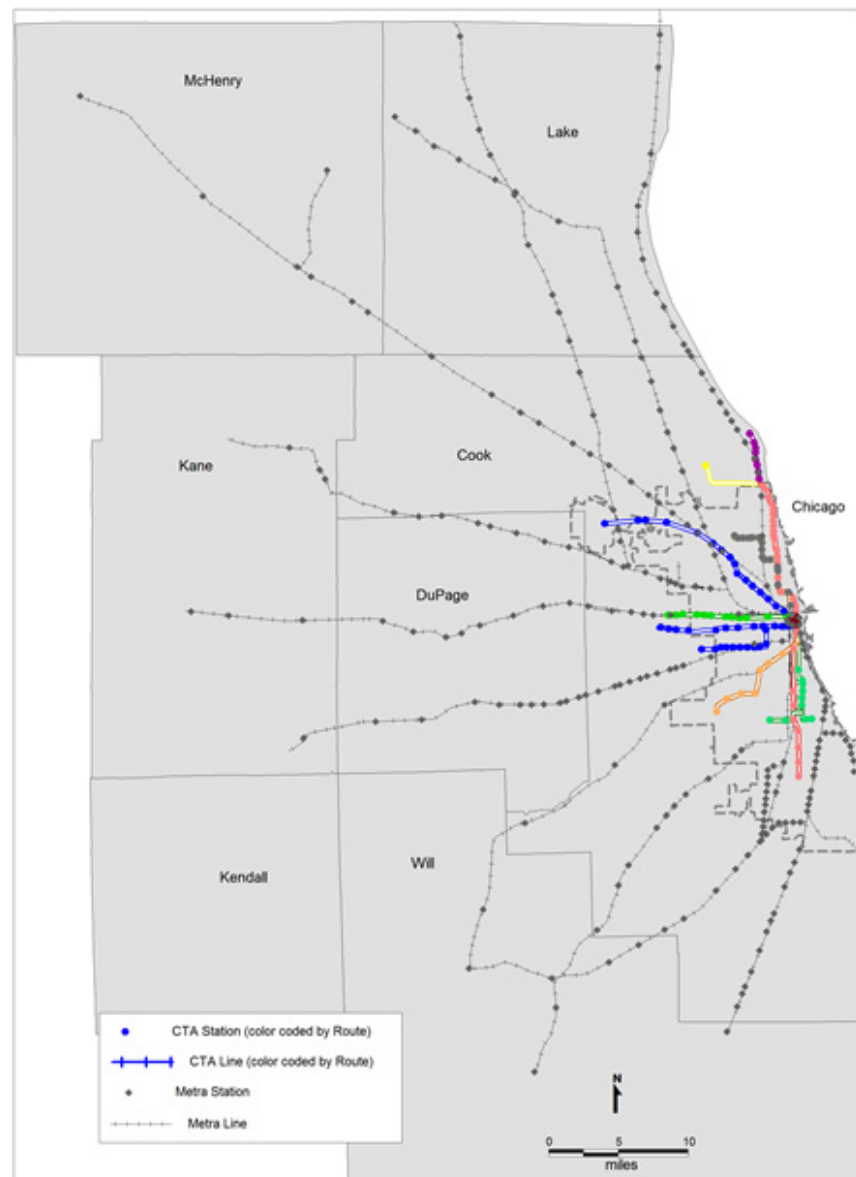 McHenry
Lake
Kane
Cook
Chicago
DuPage
Kendall
Will
CTA Station (color coded by Route)
CTA Line (color coded by Route)
Metra Station
Metra Line
N
0 5 10
miles